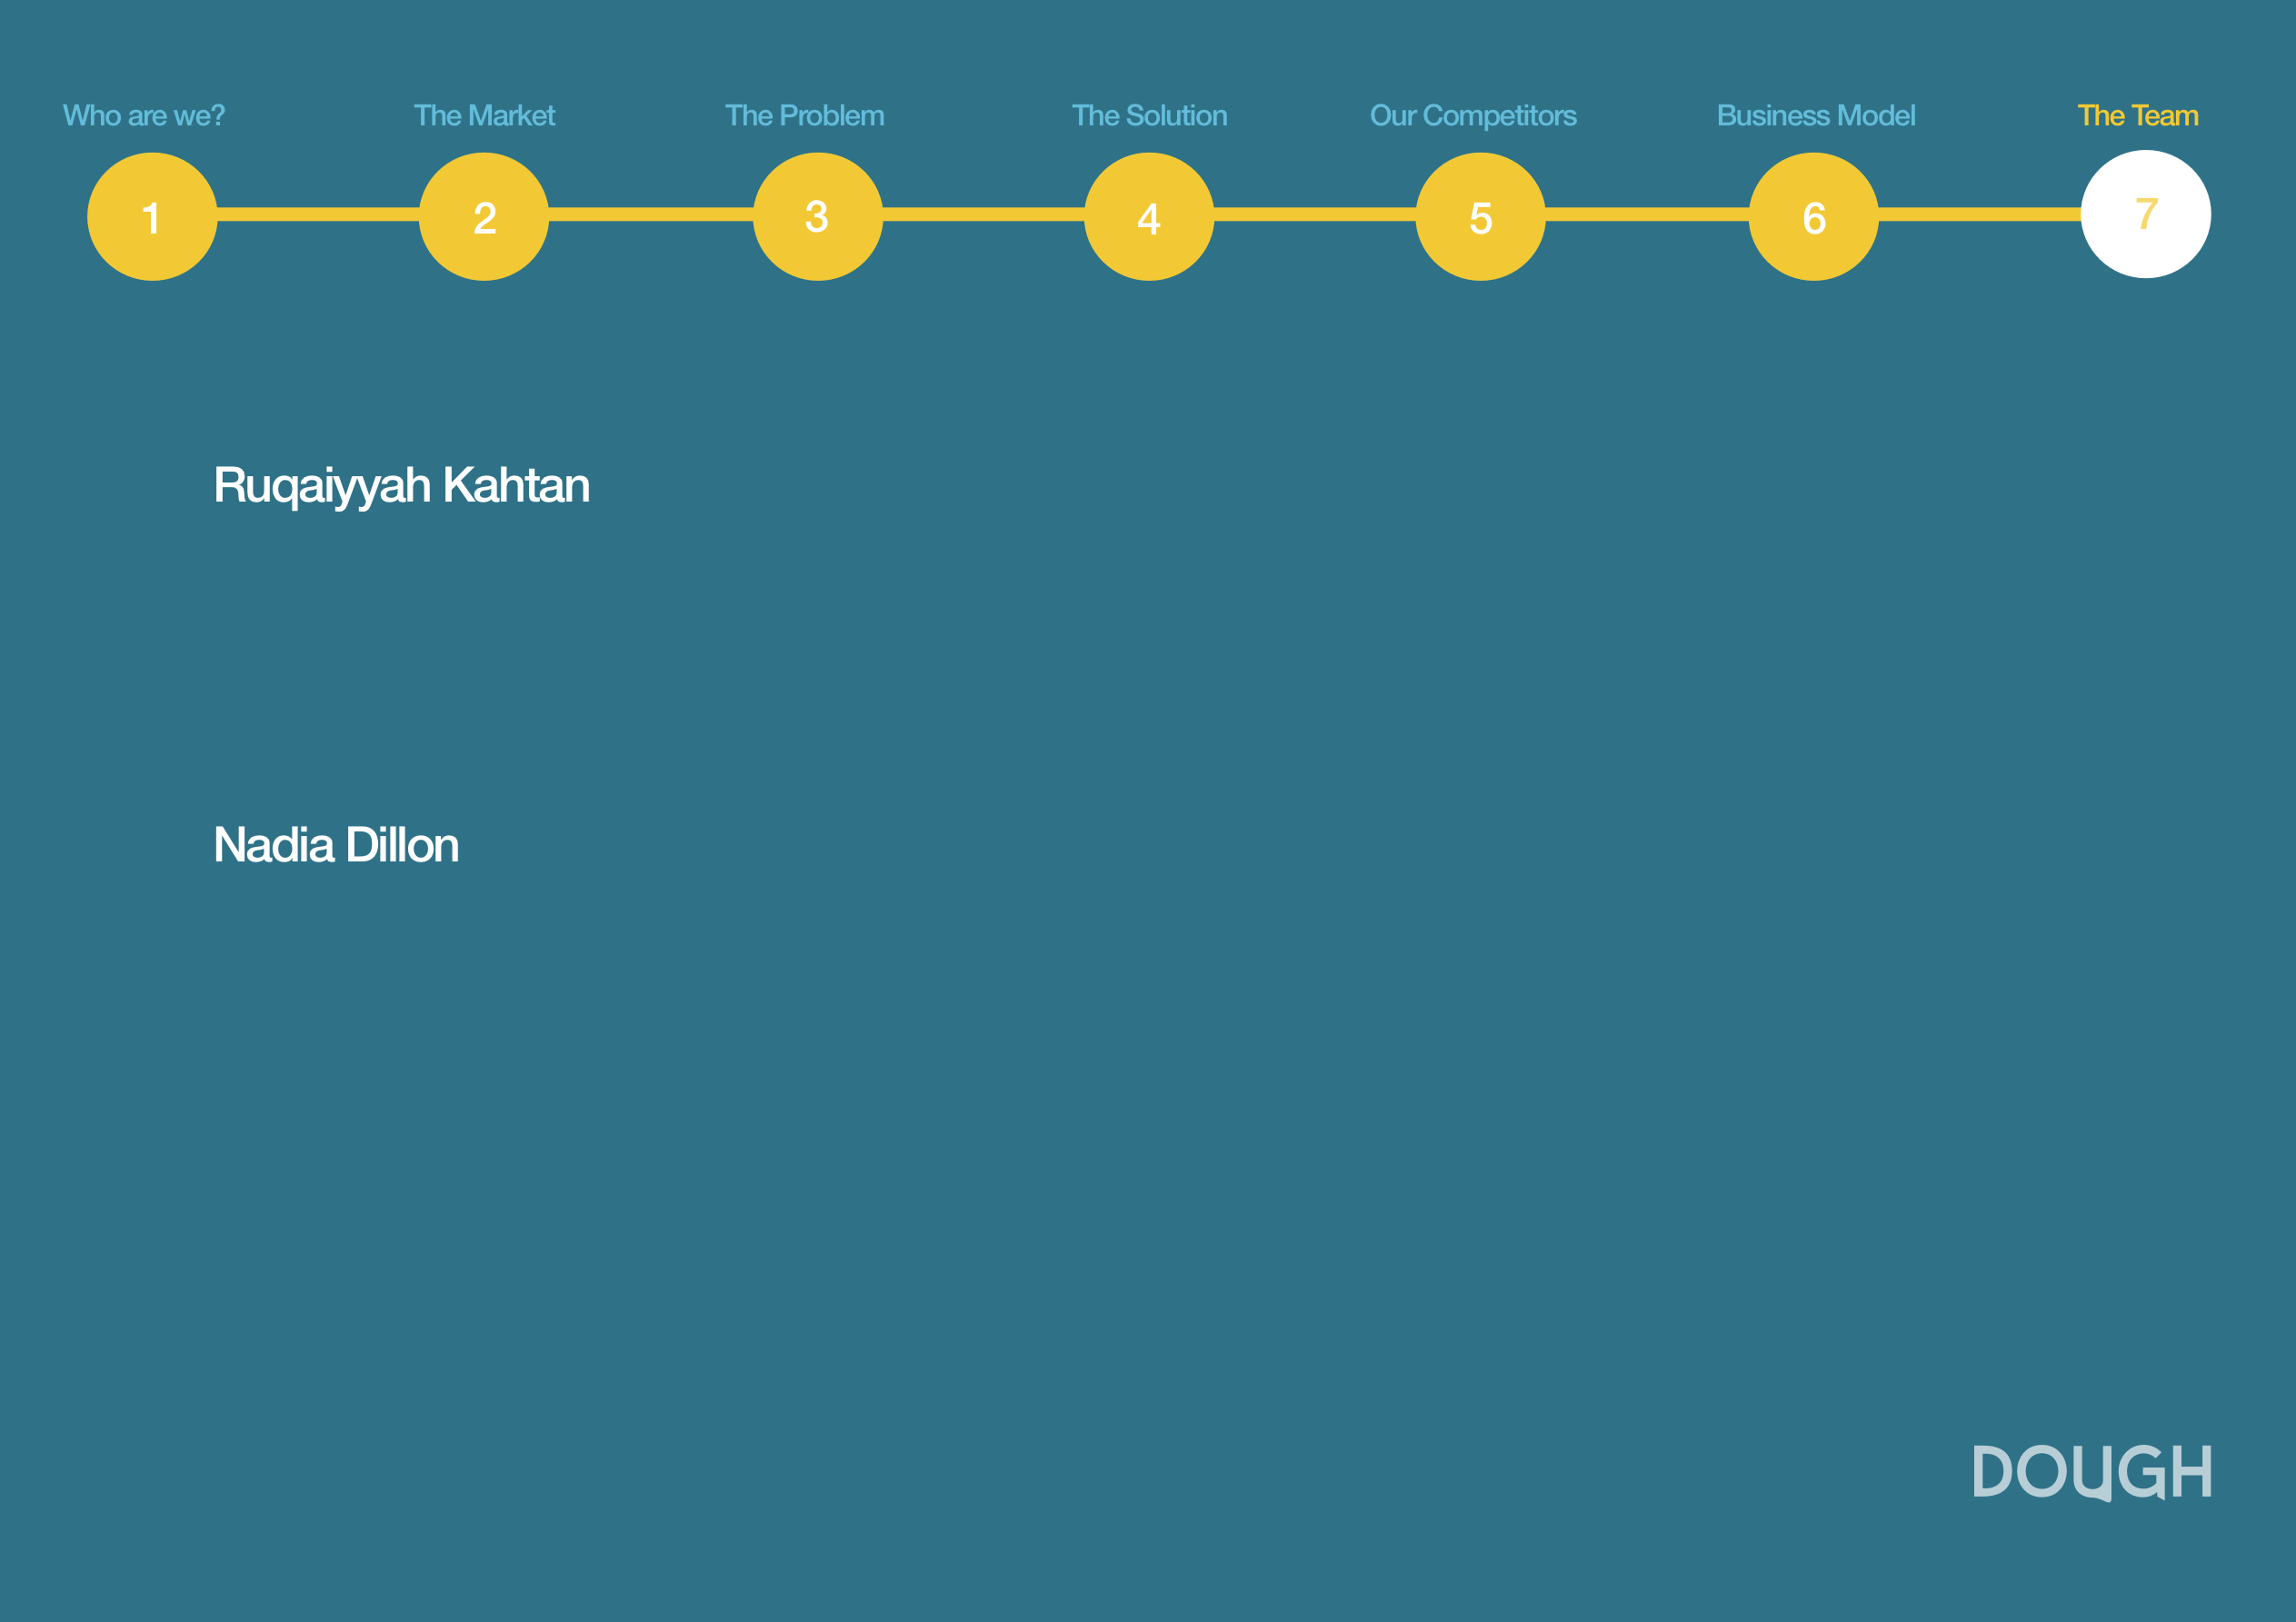 Who are we?
The Market
The Problem
The Solution
Our Competitors
Business Model
The Team
1
2
3
4
5
6
7
Ruqaiyyah Kahtan
Nadia Dillon
DOUGH